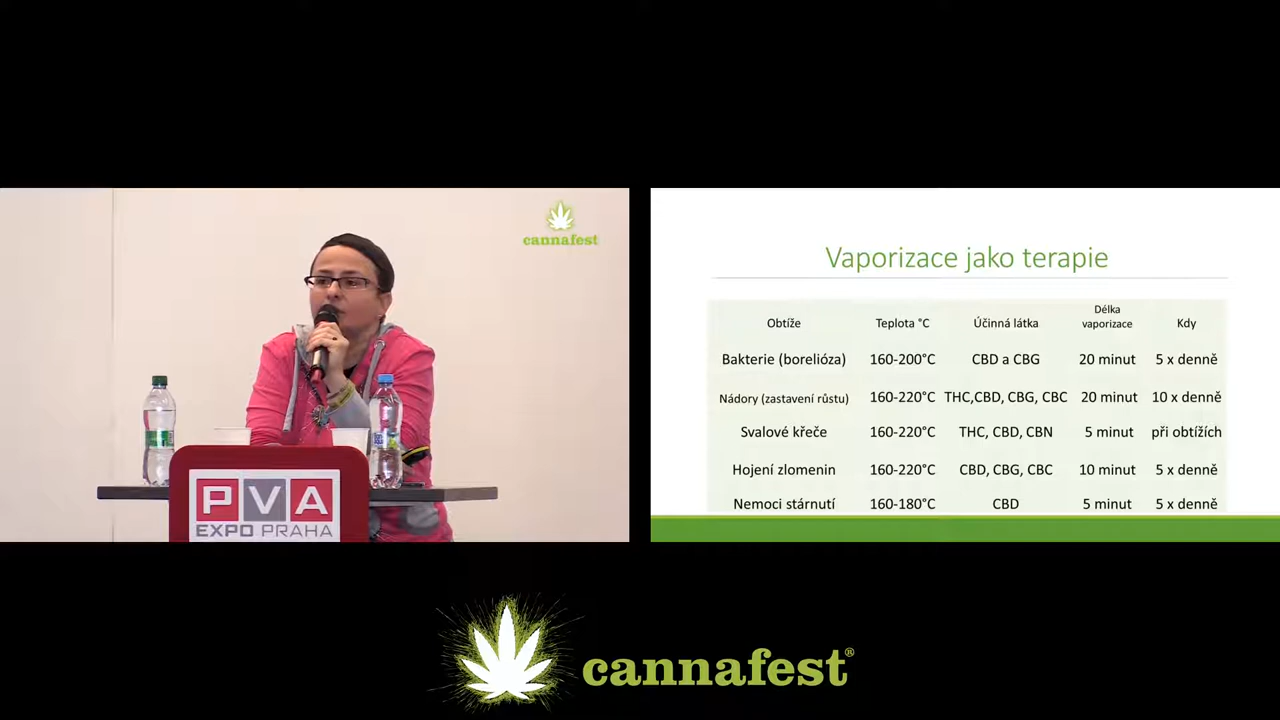 cannafest
PVA
EXPO PRAHA
Vaporizace jako terapie
Obtíže Teplota °C Účinná látka Délka vaporizace Kdy
Bakterie (borelióza) 160-200°C CBD a CBG 20 minut 5 x denně
Nádory (zastavení růstu) 160-220°C THC,CBD, CBG, CBC 20 minut 10 x denně
Svalové křeče 160-220°C THC, CBD, CBN 5 minut při obtížích
Hojení zlomenin 160-220°C CBD, CBG, CBC 10 minut 5 x denně
Nemoci stárnutí 160-180°C CBD 5 minut 5 x denně
cannafest®